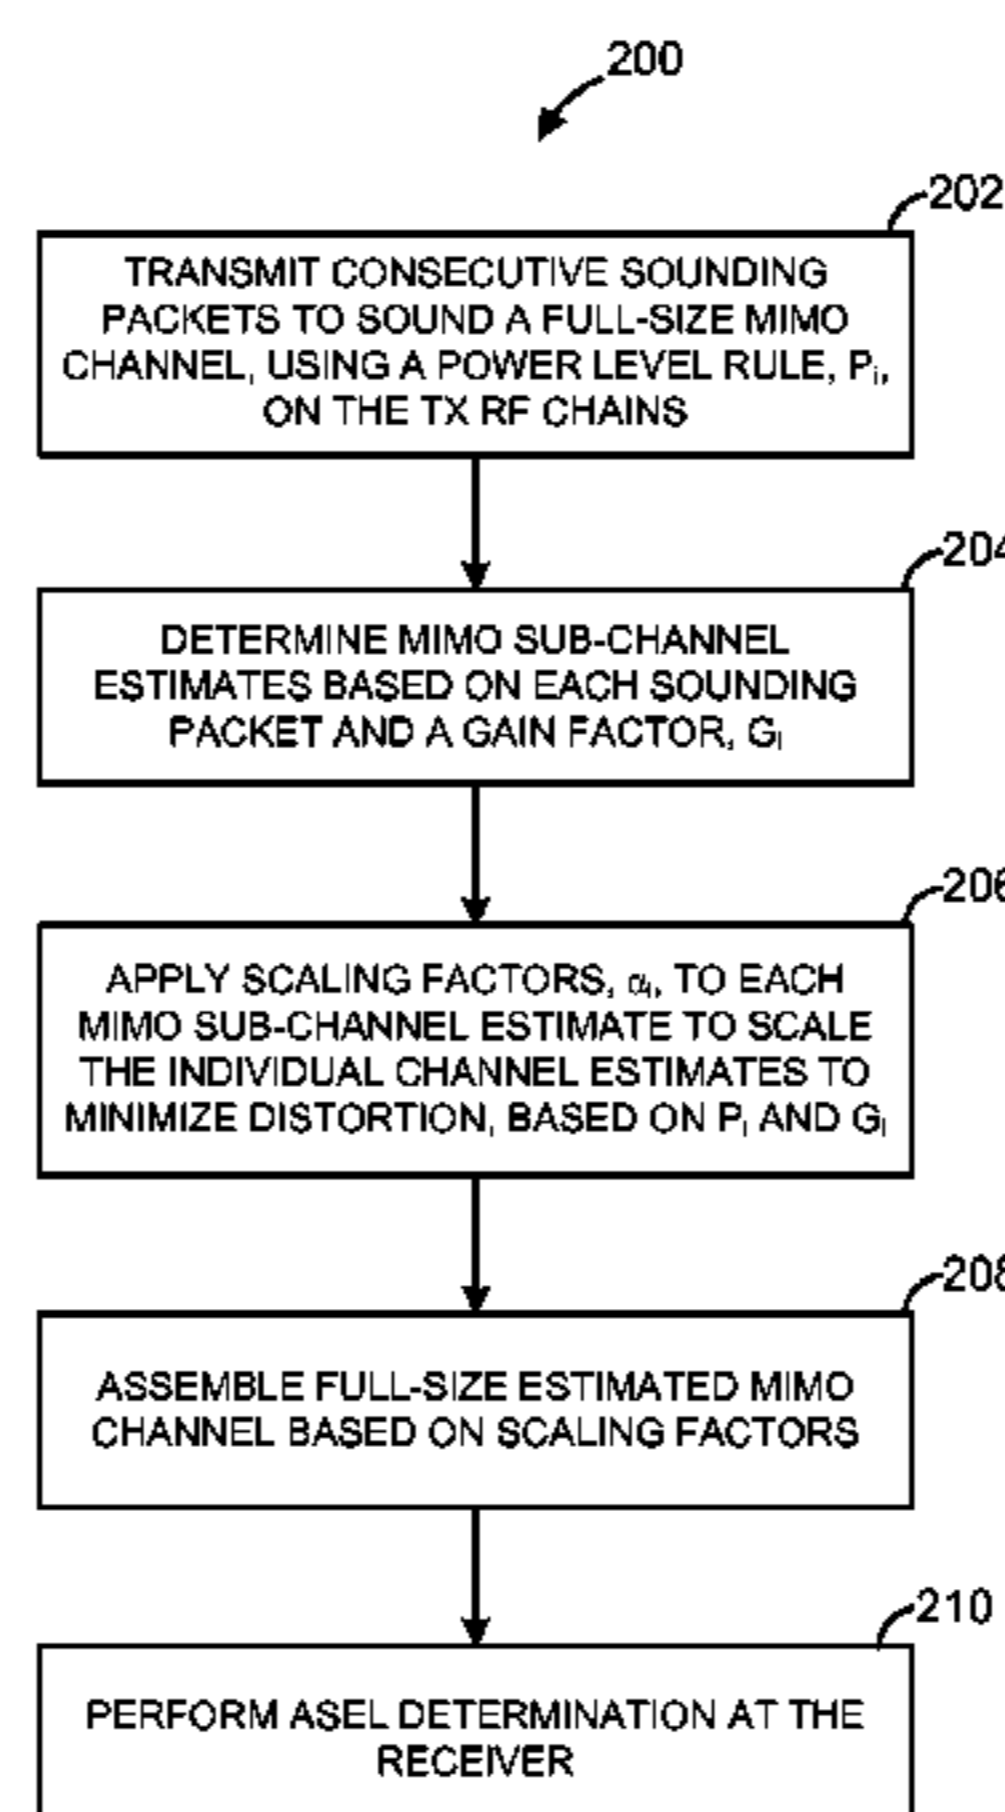 200
202
TRANSMIT CONSECUTIVE SOUNDING
PACKETS TO SOUND A FULL-SIZE MIMO
CHANNEL, USING A POWER LEVEL RULE, Pi,
ON THE TX RF CHAINS
204
DETERMINE MIMO SUB-CHANNEL
ESTIMATES BASED ON EACH SOUNDING
PACKET AND A GAIN FACTOR, Gi
206
APPLY SCALING FACTORS, αi, TO EACH
MIMO SUB-CHANNEL ESTIMATE TO SCALE
THE INDIVIDUAL CHANNEL ESTIMATES TO
MINIMIZE DISTORTION, BASED ON Pi AND Gi
208
ASSEMBLE FULL-SIZE ESTIMATED MIMO
CHANNEL BASED ON SCALING FACTORS
210
PERFORM ASEL DETERMINATION AT THE
RECEIVER